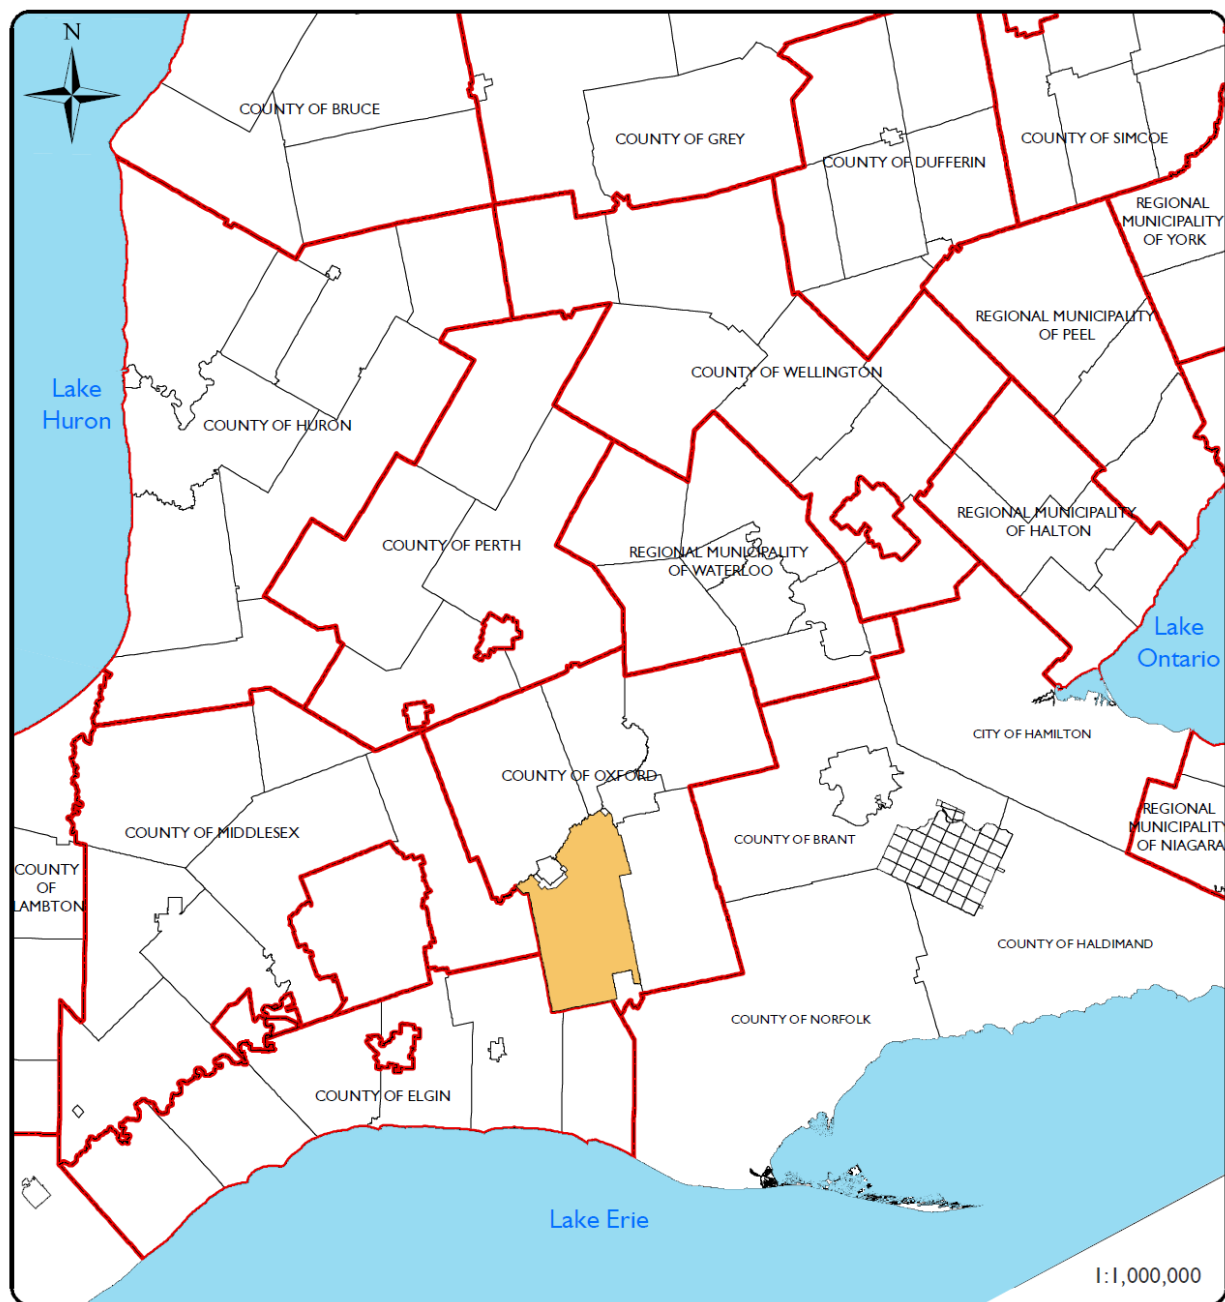 N
COUNTY OF BRUCE
COUNTY OF GREY
COUNTY OF SIMCOE
COUNTY OF DUFFERIN
REGIONAL
MUNICIPALITY
OF YORK
REGIONAL MUNICIPALITY
OF PEEL
Lake
Huron
COUNTY OF WELLINGTON
COUNTY OF HURON
REGIONAL MUNICIPALITY
OF HALTON
COUNTY OF PERTH
REGIONAL MUNICIPALITY
OF WATERLOO
Lake
Ontario
CITY OF HAMILTON
COUNTY OF OXFORD
REGIONAL
MUNICIPALITY
OF NIAGARA
COUNTY OF MIDDLESEX
COUNTY OF BRANT
COUNTY
OF
LAMBTON
COUNTY OF HALDIMAND
COUNTY OF NORFOLK
COUNTY OF ELGIN
Lake Erie
1:1,000,000